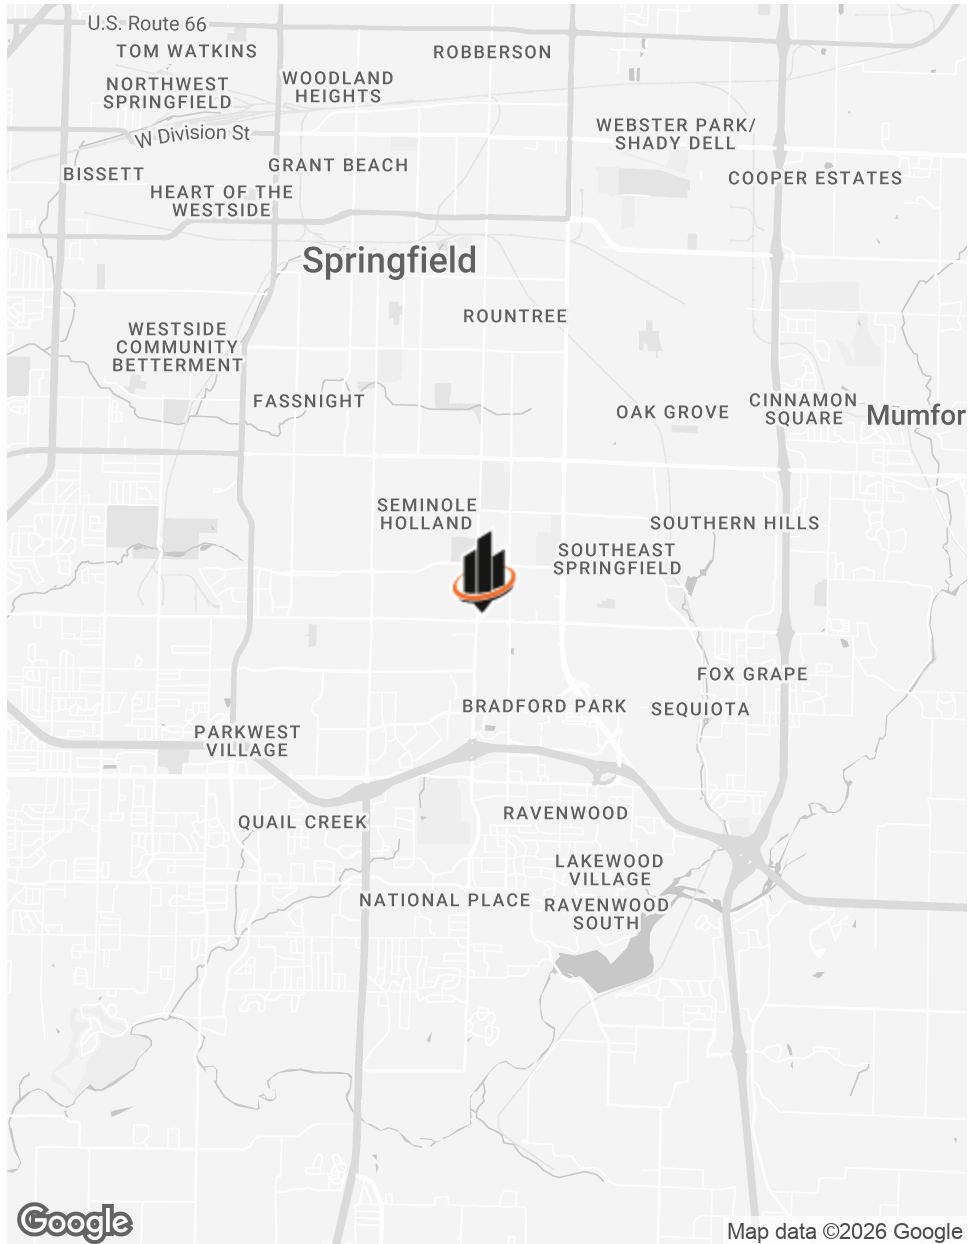 U.S. Route 66
TOM WATKINS
ROBBERSON
NORTHWEST
SPRINGFIELD
WOODLAND
HEIGHTS
W Division St
WEBSTER PARK/
SHADY DELL
BISSETT
GRANT BEACH
COOPER ESTATES
HEART OF THE
WESTSIDE
Springfield
ROUNTREE
WESTSIDE
COMMUNITY
BETTERMENT
FASSNIGHT
OAK GROVE
CINNAMON
SQUARE
Mumfor
SEMINOLE
HOLLAND
SOUTHERN HILLS
SOUTHEAST
SPRINGFIELD
FOX GRAPE
BRADFORD PARK
SEQUIOTA
PARKWEST
VILLAGE
QUAIL CREEK
RAVENWOOD
LAKEWOOD
VILLAGE
NATIONAL PLACE
RAVENWOOD
SOUTH
Google
Map data ©2026 Google